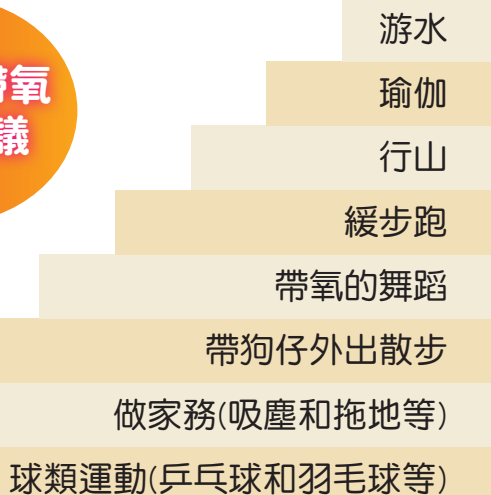 氧
議
游水
瑜伽
行山
緩步跑
帶氧的舞蹈
帶狗仔外出散步
做家務(吸塵和拖地等)
球類運動(乒乓球和羽毛球等)